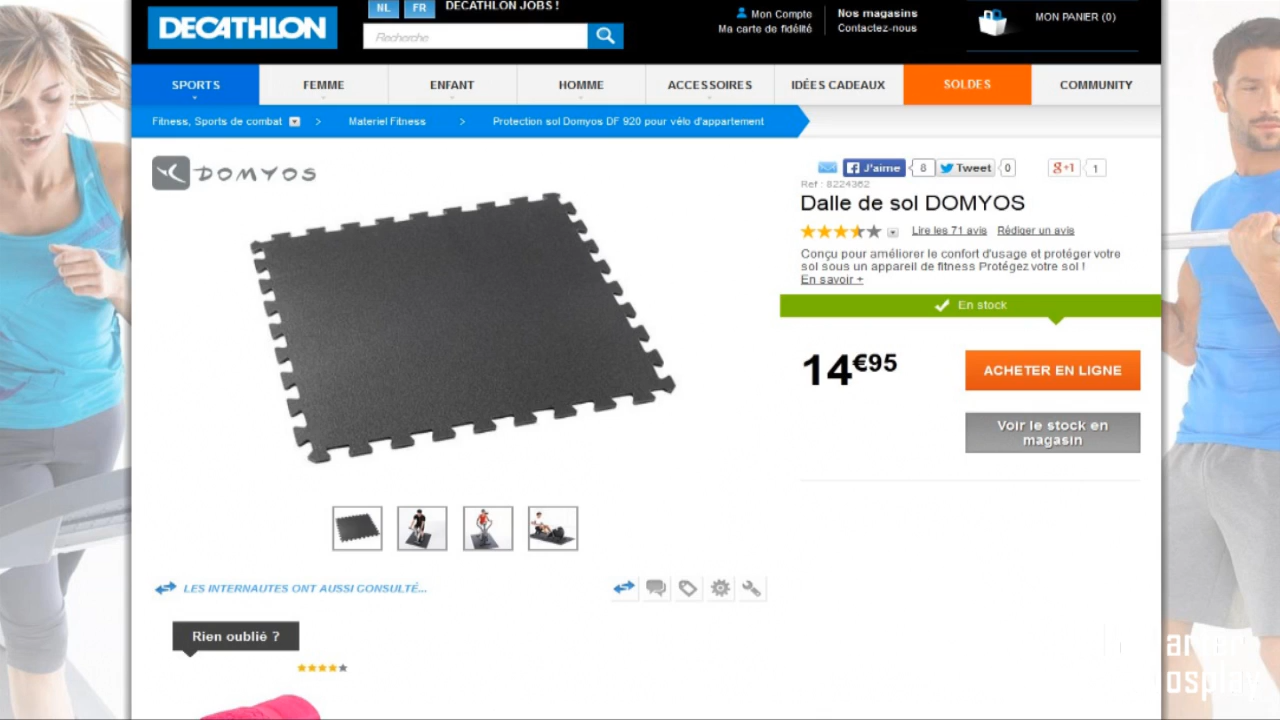 NL FR DECATHLON JOBS !
DECATHLON
Recherche
Mon Compte
Ma carte de fidélité
Nos magasins
Contactez-nous
MON PANIER (0)
SPORTS FEMME ENFANT HOMME ACCESSOIRES IDÉES CADEAUX SOLDES COMMUNITY
Fitness, Sports de combat > Materiel Fitness > Protection sol Domyos DF 920 pour vélo d'appartement
DOMYOS
J'aime 8 Tweet 0 g+1 1
Ref : 8224362
Dalle de sol DOMYOS
Lire les 71 avis Rédiger un avis
Conçu pour améliorer le confort d'usage et protéger votre
sol sous un appareil de fitness Protégez votre sol !
En savoir +
En stock
14€95
ACHETER EN LIGNE
Voir le stock en
magasin
LES INTERNAUTES ONT AUSSI CONSULTÉ...
Rien oublié ?